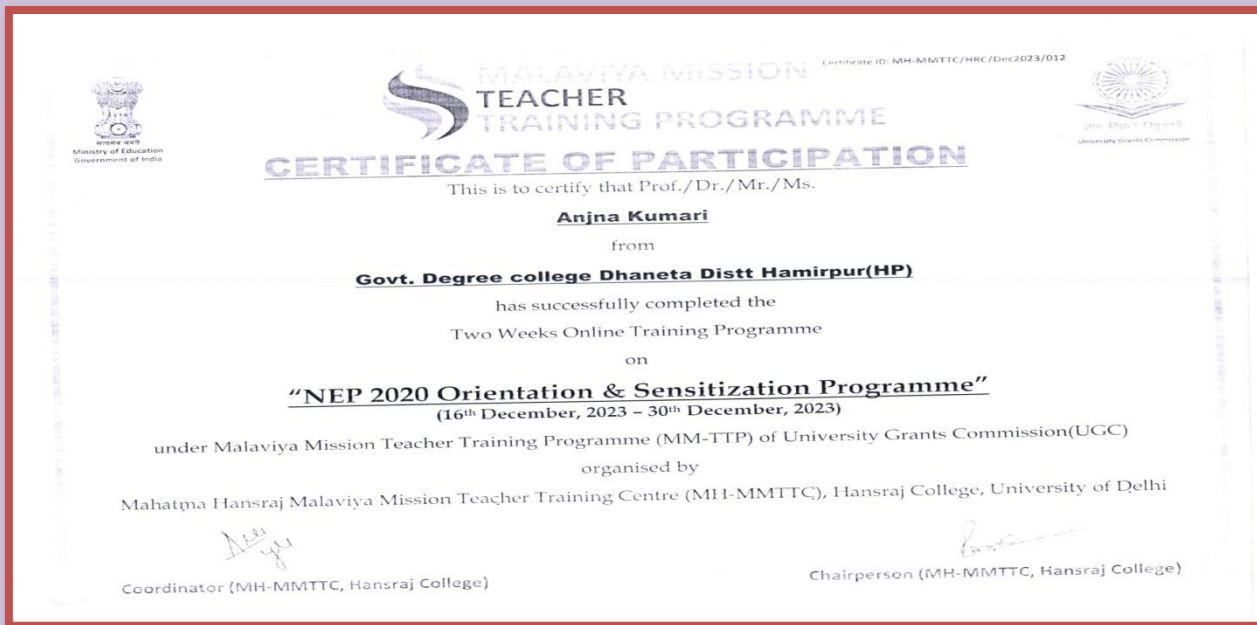 Certificate ID: MH-MMTTC/HRC/Dec2023/012
MALAVIYA MISSION
TEACHER
TRAINING PROGRAMME
सत्यमेव जयते
Ministry of Education
Government of India
University Grants Commission
CERTIFICATE OF PARTICIPATION
This is to certify that Prof./Dr./Mr./Ms.
Anjna Kumari
from
Govt. Degree college Dhaneta Distt Hamirpur(HP)
has successfully completed the
Two Weeks Online Training Programme
on
“NEP 2020 Orientation & Sensitization Programme”
(16th December, 2023 – 30th December, 2023)
under Malaviya Mission Teacher Training Programme (MM-TTP) of University Grants Commission(UGC)
organised by
Mahatma Hansraj Malaviya Mission Teacher Training Centre (MH-MMTTC), Hansraj College, University of Delhi
Coordinator (MH-MMTTC, Hansraj College)
Chairperson (MH-MMTTC, Hansraj College)